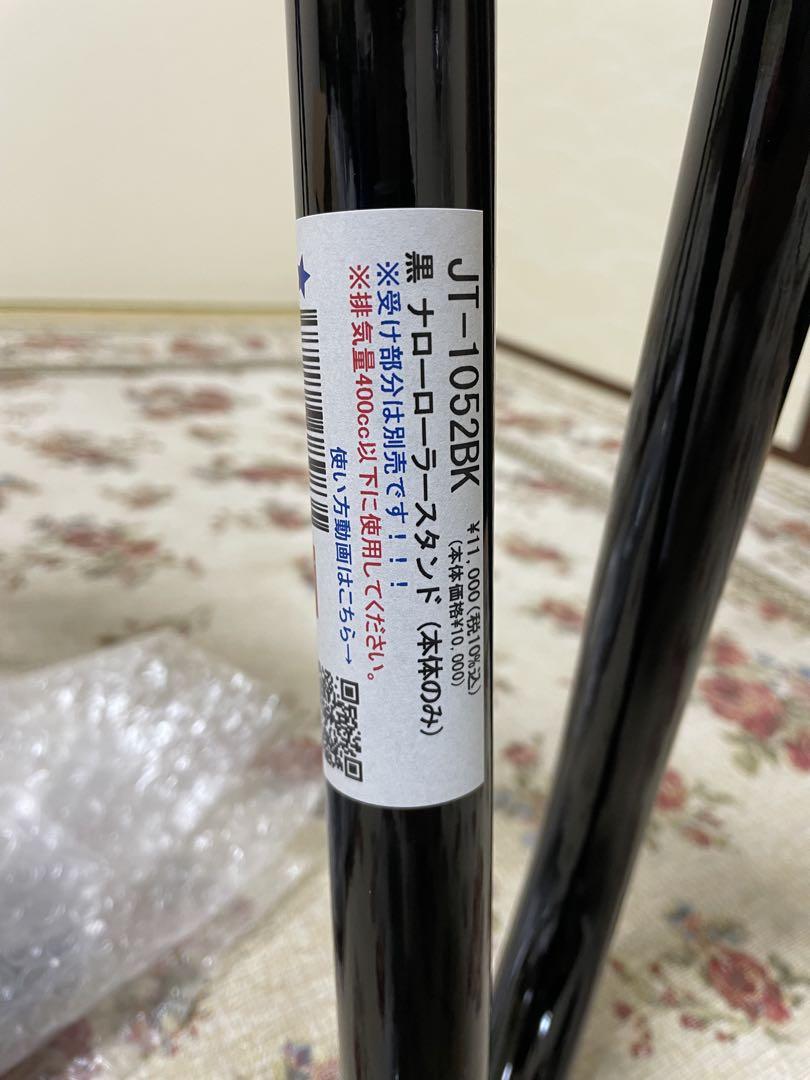 JT-1052BK
¥11,000(税10%込)
(本体価格¥10,000)
黒 ナローローラースタンド (本体のみ)
※受け部分は別売です!!!
※排気量400cc以下に使用してください。
使い方動画はこちら→